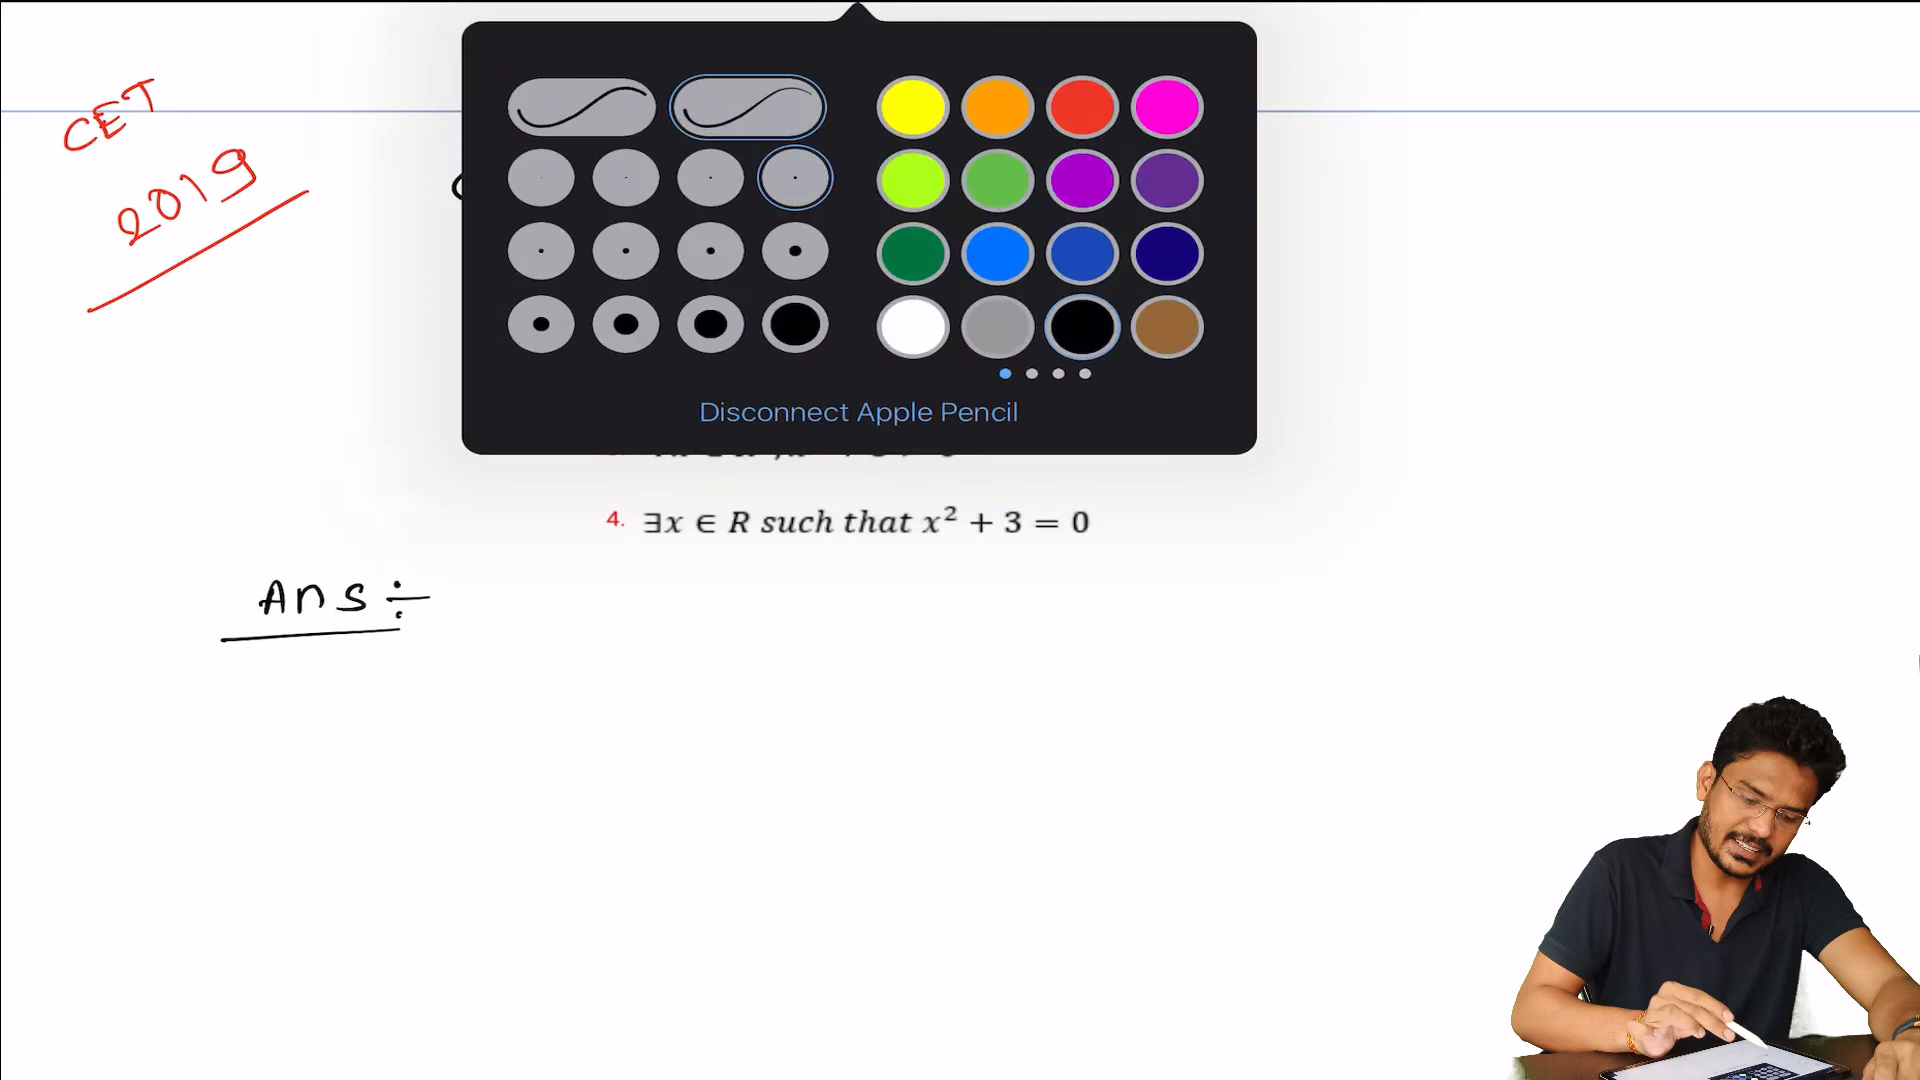 CET
2019
Disconnect Apple Pencil
4. ∃x ∈ R such that x² + 3 = 0
Ans ÷